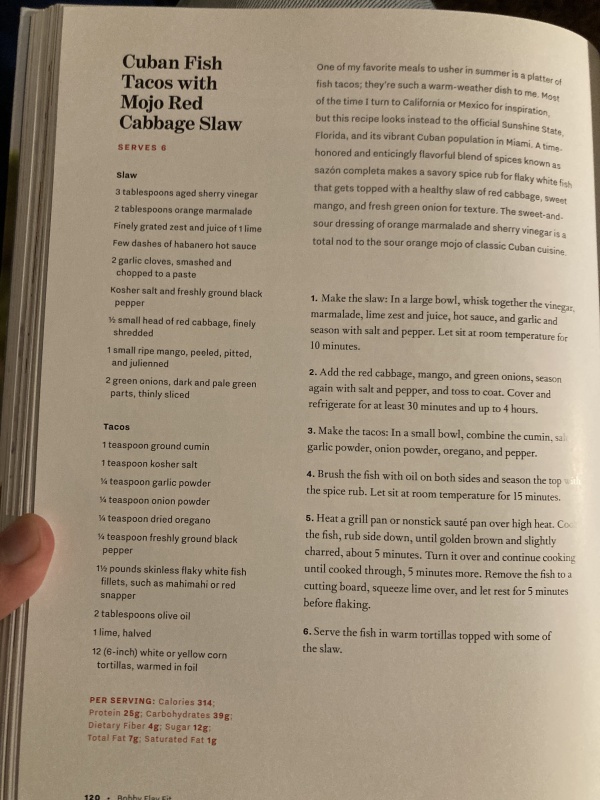 Cuban Fish
Tacos with
Mojo Red
Cabbage Slaw
SERVES 6
Slaw
3 tablespoons aged sherry vinegar
2 tablespoons orange marmalade
Finely grated zest and juice of 1 lime
Few dashes of habanero hot sauce
2 garlic cloves, smashed and
chopped to a paste
Kosher salt and freshly ground black
pepper
½ small head of red cabbage, finely
shredded
1 small ripe mango, peeled, pitted,
and julienned
2 green onions, dark and pale green
parts, thinly sliced
Tacos
1 teaspoon ground cumin
1 teaspoon kosher salt
¼ teaspoon garlic powder
¼ teaspoon onion powder
¼ teaspoon dried oregano
¼ teaspoon freshly ground black
pepper
1½ pounds skinless flaky white fish
fillets, such as mahimahi or red
snapper
2 tablespoons olive oil
1 lime, halved
12 (6-inch) white or yellow corn
tortillas, warmed in foil
PER SERVING: Calories 314;
Protein 25g; Carbohydrates 39g;
Dietary Fiber 4g; Sugar 12g;
Total Fat 7g; Saturated Fat 1g
One of my favorite meals to usher in summer is a platter of
fish tacos; they're such a warm-weather dish to me. Most
of the time I turn to California or Mexico for inspiration,
but this recipe looks instead to the official Sunshine State,
Florida, and its vibrant Cuban population in Miami. A time-
honored and enticingly flavorful blend of spices known as
sazón completa makes a savory spice rub for flaky white fish
that gets topped with a healthy slaw of red cabbage, sweet
mango, and fresh green onion for texture. The sweet-and-
sour dressing of orange marmalade and sherry vinegar is a
total nod to the sour orange mojo of classic Cuban cuisine.
1. Make the slaw: In a large bowl, whisk together the vinegar,
marmalade, lime zest and juice, hot sauce, and garlic and
season with salt and pepper. Let sit at room temperature for
10 minutes.
2. Add the red cabbage, mango, and green onions, season
again with salt and pepper, and toss to coat. Cover and
refrigerate for at least 30 minutes and up to 4 hours.
3. Make the tacos: In a small bowl, combine the cumin,
garlic powder, onion powder, oregano, and pepper.
4. Brush the fish with oil on both sides and season the top
the spice rub. Let sit at room temperature for 15 minutes.
5. Heat a grill pan or nonstick sauté pan over high heat.
the fish, rub side down, until golden brown and slightly
charred, about 5 minutes. Turn it over and continue cooking
until cooked through, 5 minutes more. Remove the fish to a
cutting board, squeeze lime over, and let rest for 5 minutes
before flaking.
6. Serve the fish in warm tortillas topped with some of
the slaw.
120 • Bobby Flay Fit